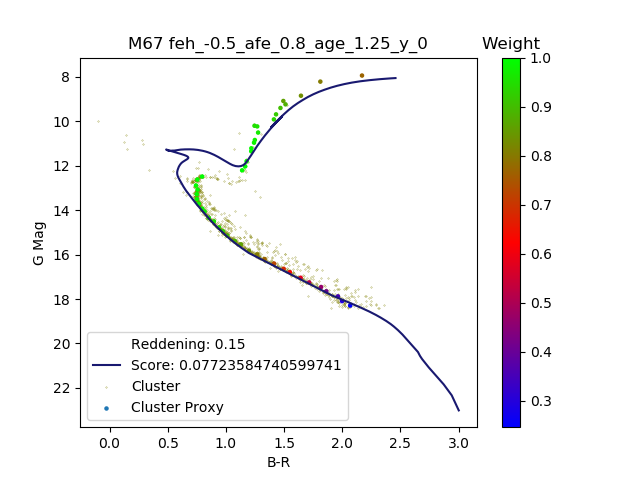 M67 feh_-0.5_afe_0.8_age_1.25_y_0
Weight
8
10
12
14
16
18
20
22
G Mag
0.0 0.5 1.0 1.5 2.0 2.5 3.0
B-R
Reddening: 0.15
Score: 0.07723584740599741
Cluster
Cluster Proxy
1.0
0.9
0.8
0.7
0.6
0.5
0.4
0.3